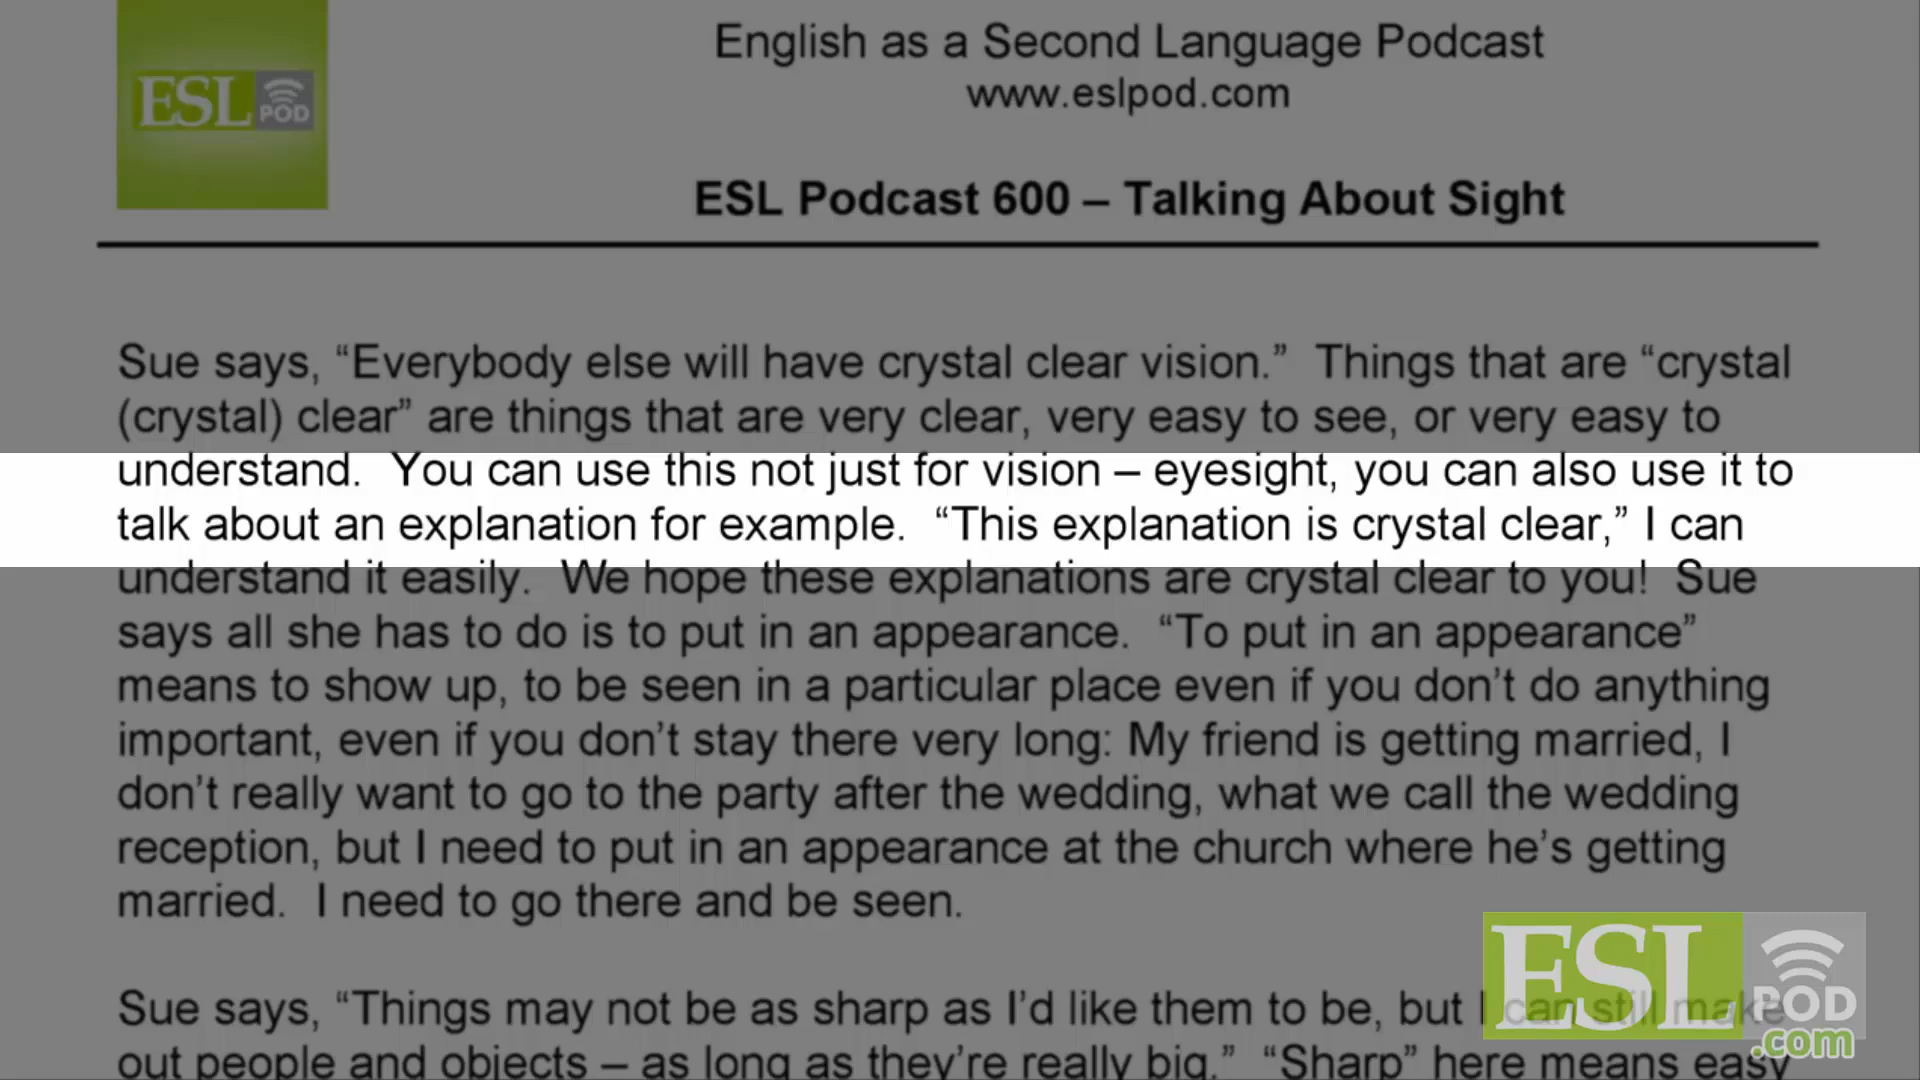 ESL POD
English as a Second Language Podcast
www.eslpod.com
ESL Podcast 600 – Talking About Sight
Sue says, “Everybody else will have crystal clear vision.”  Things that are “crystal
(crystal) clear” are things that are very clear, very easy to see, or very easy to
understand.  You can use this not just for vision – eyesight, you can also use it to
talk about an explanation for example.  “This explanation is crystal clear,” I can
understand it easily.  We hope these explanations are crystal clear to you!  Sue
says all she has to do is to put in an appearance.  “To put in an appearance”
means to show up, to be seen in a particular place even if you don’t do anything
important, even if you don’t stay there very long: My friend is getting married, I
don’t really want to go to the party after the wedding, what we call the wedding
reception, but I need to put in an appearance at the church where he’s getting
married.  I need to go there and be seen.
Sue says, “Things may not be as sharp as I’d like them to be, but I can still make
out people and objects – as long as they’re really big.”  “Sharp” here means easy
ESL POD
.com